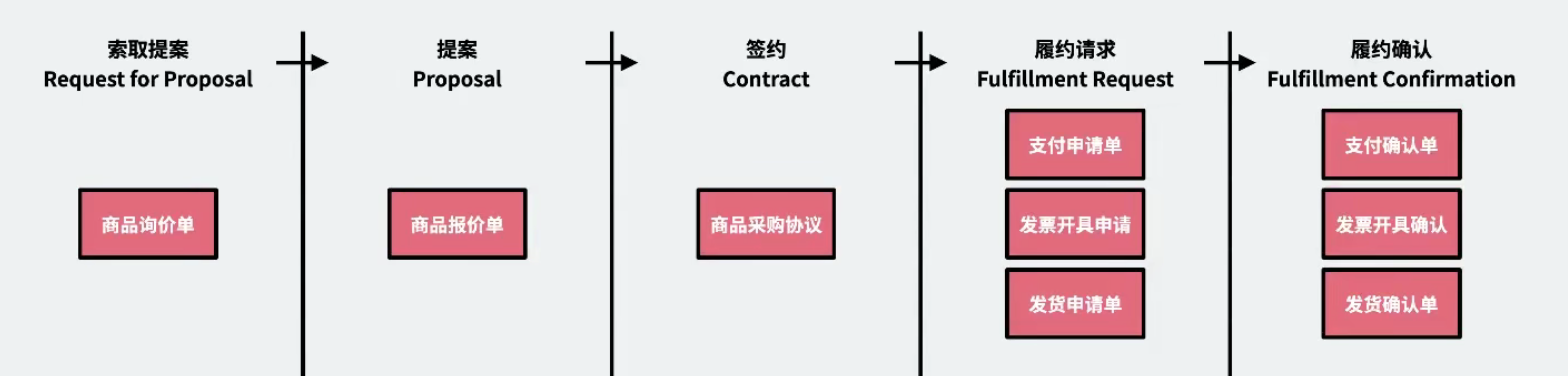 索取提案
Request for Proposal
提案
Proposal
签约
Contract
履约请求
Fulfillment Request
履约确认
Fulfillment Confirmation
商品询价单
商品报价单
商品采购协议
支付申请单
发票开具申请
发货申请单
支付确认单
发票开具确认
发货确认单